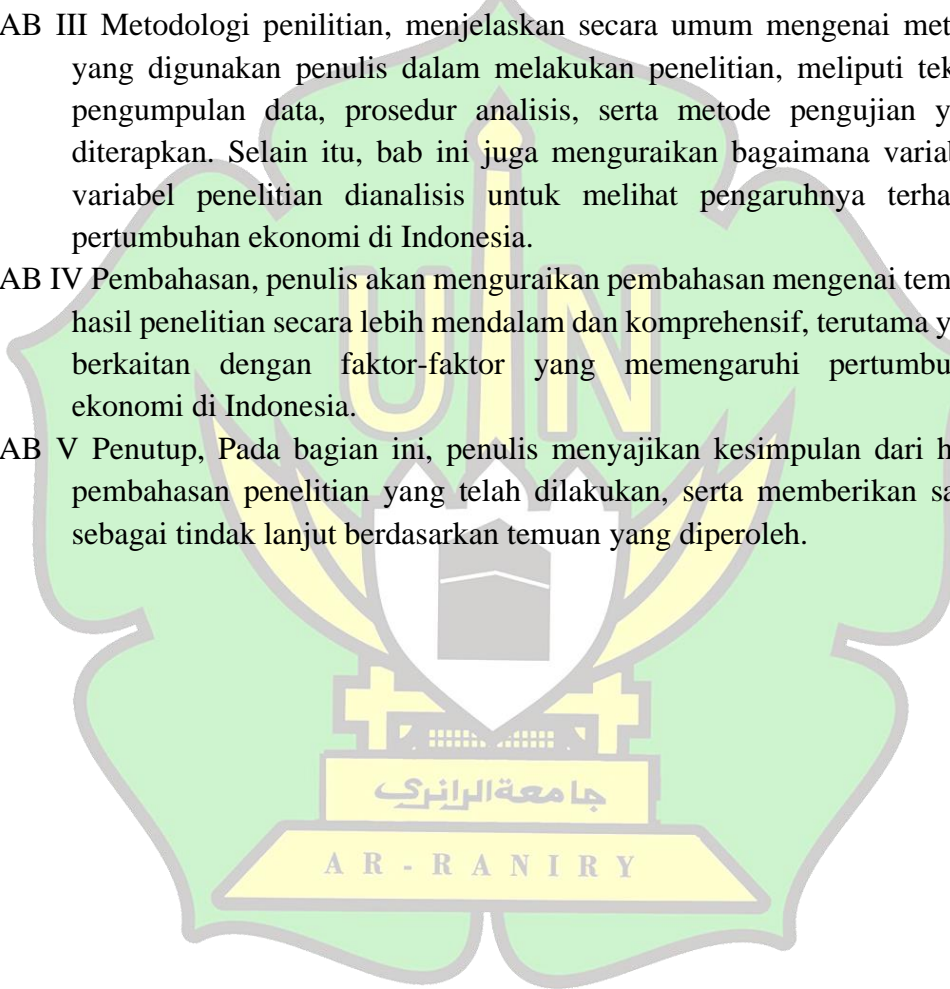 AB III Metodologi penilitian, menjelaskan secara umum mengenai met
yang digunakan penulis dalam melakukan penelitian, meliputi tek
pengumpulan data, prosedur analisis, serta metode pengujian y
diterapkan. Selain itu, bab ini juga menguraikan bagaimana varia
variabel penelitian dianalisis untuk melihat pengaruhnya terha
pertumbuhan ekonomi di Indonesia.
AB IV Pembahasan, penulis akan menguraikan pembahasan mengenai tem
hasil penelitian secara lebih mendalam dan komprehensif, terutama y
berkaitan dengan faktor-faktor yang memengaruhi pertumbu
ekonomi di Indonesia.
AB V Penutup, Pada bagian ini, penulis menyajikan kesimpulan dari h
pembahasan penelitian yang telah dilakukan, serta memberikan sa
sebagai tindak lanjut berdasarkan temuan yang diperoleh.
UIN
جامعة الرانري
AR-RANIRY